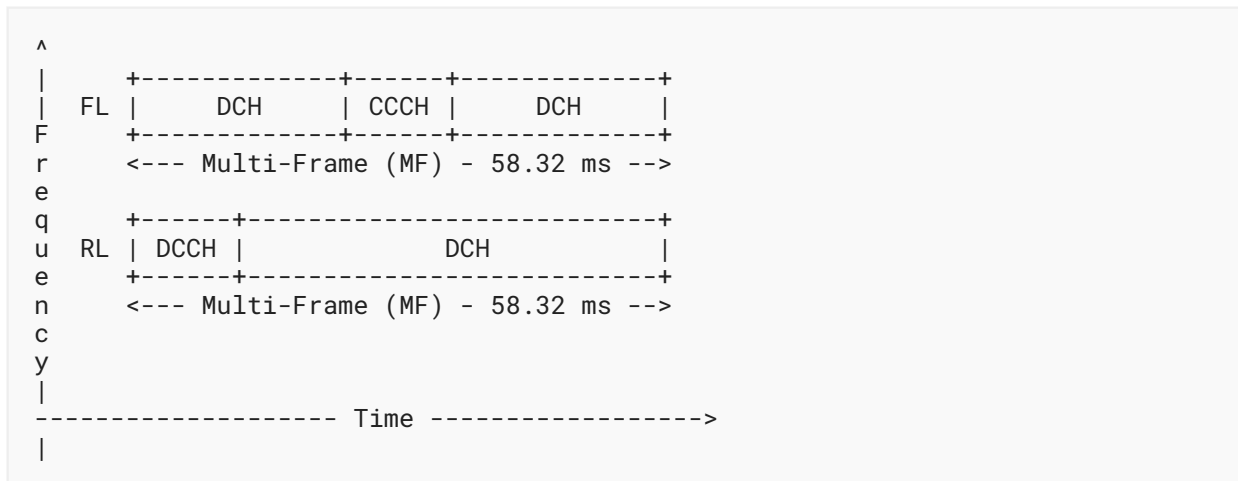 ^
|      +-------------+------+-------------+
|  FL |     DCH     | CCCH |     DCH     |
F      +-------------+------+-------------+
r      <--- Multi-Frame (MF) - 58.32 ms -->
e
q      +------+---------------------------+
u  RL | DCCH |             DCH           |
e      +------+---------------------------+
n      <--- Multi-Frame (MF) - 58.32 ms -->
c
y
|
-------------------- Time ------------------>
|